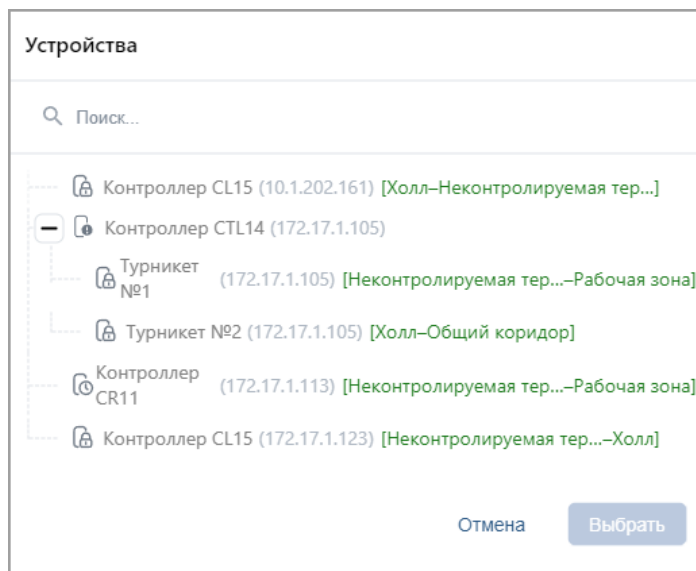 Устройства
Поиск...
Контроллер CL15 (10.1.202.161) [Холл–Неконтролируемая тер...]
Контроллер CTL14 (172.17.1.105)
Турникет
№1
(172.17.1.105) [Неконтролируемая тер...–Рабочая зона]
Турникет №2 (172.17.1.105) [Холл–Общий коридор]
Контроллер
CR11
(172.17.1.113) [Неконтролируемая тер...–Рабочая зона]
Контроллер CL15 (172.17.1.123) [Неконтролируемая тер...–Холл]
Отмена Выбрать